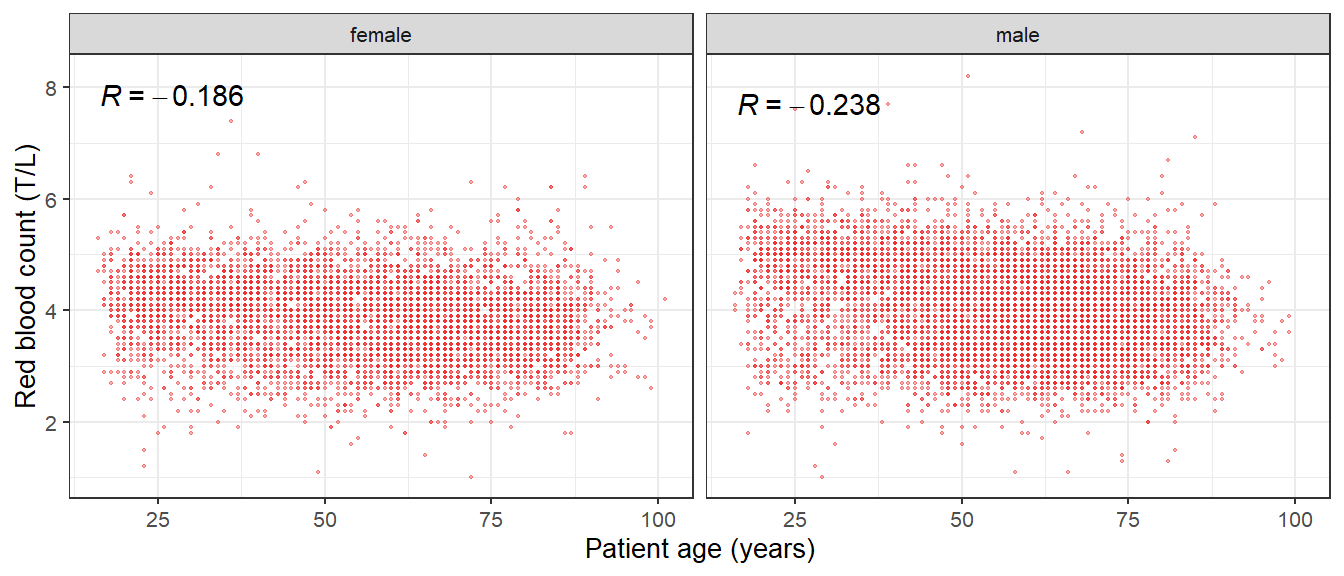 female
male
R = −0.186
R = −0.238
Red blood count (T/L)
8
6
4
2
25 50 75 100
25 50 75 100
Patient age (years)